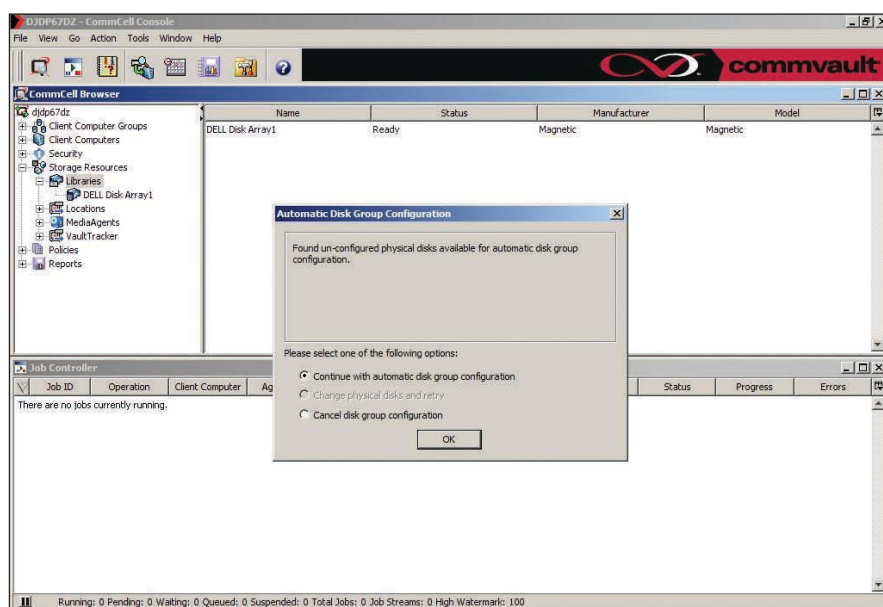 DJDP67DZ - CommCell Console
File View Go Action Tools Window Help
commvault
CommCell Browser
djdp67dz
Client Computer Groups
Client Computers
Security
Storage Resources
Libraries
DELL Disk Array1
Locations
MediaAgents
VaultTracker
Policies
Reports
Name Status Manufacturer Model
DELL Disk Array1 Ready Magnetic Magnetic
Automatic Disk Group Configuration
Found un-configured physical disks available for automatic disk group
configuration.
Please select one of the following options:
Continue with automatic disk group configuration
Change physical disks and retry
Cancel disk group configuration
OK
Job Controller
Job ID Operation Client Computer Ag Status Progress Errors
There are no jobs currently running.
Running: 0 Pending: 0 Waiting: 0 Queued: 0 Suspended: 0 Total Jobs: 0 Job Streams: 0 High Watermark: 100